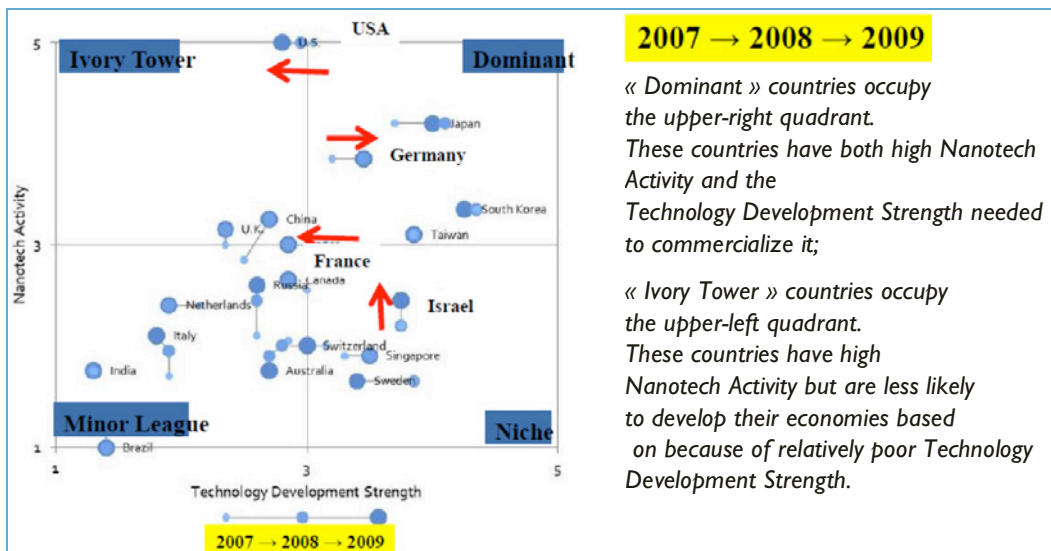 USA
5
U.S.
Ivory Tower
Dominant
Japan
Germany
South Korea
China
U.K.
Taiwan
3
France
Canada
Russia
Netherlands
Israel
Italy
Switzerland
Singapore
India
Australia
Sweden
Minor League
Niche
Brazil
1
1
3
5
Nanotech Activity
Technology Development Strength
2007 → 2008 → 2009
2007 → 2008 → 2009
« Dominant » countries occupy
the upper-right quadrant.
These countries have both high Nanotech
Activity and the
Technology Development Strength needed
to commercialize it;
« Ivory Tower » countries occupy
the upper-left quadrant.
These countries have high
Nanotech Activity but are less likely
to develop their economies based
on because of relatively poor Technology
Development Strength.